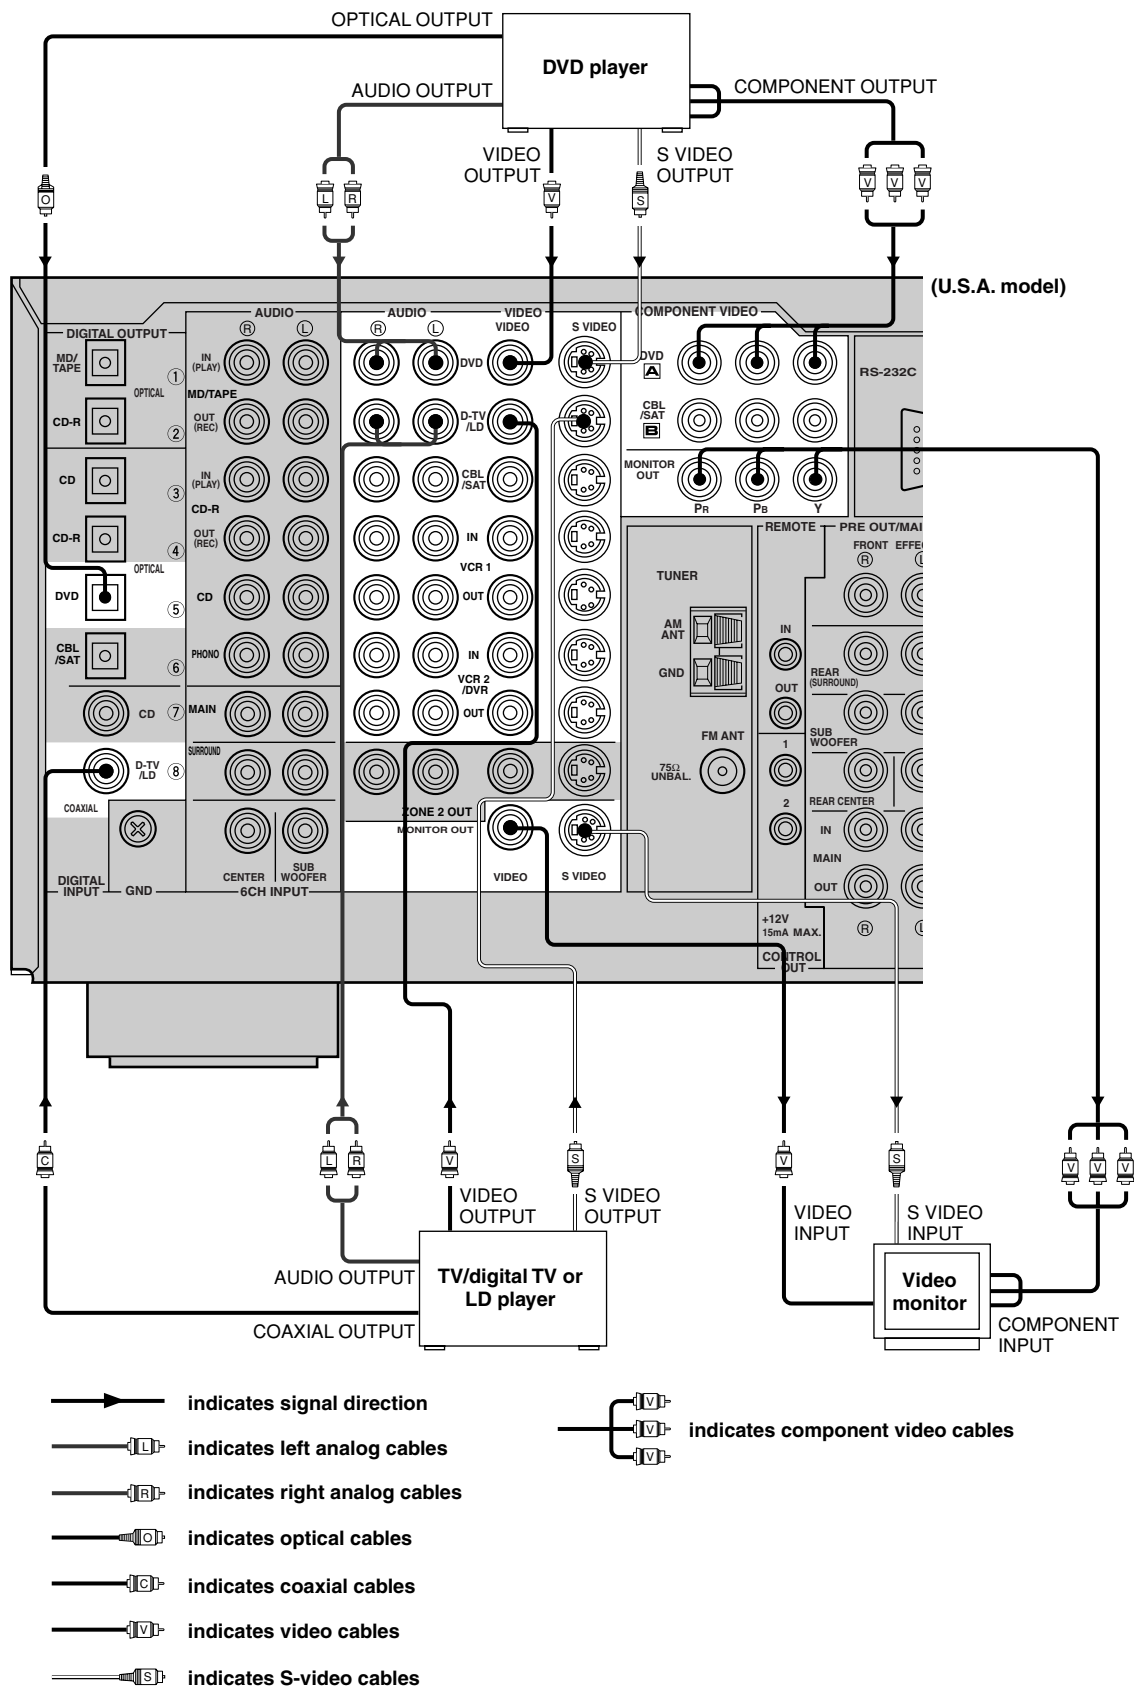 OPTICAL OUTPUT
DVD player
AUDIO OUTPUT
COMPONENT OUTPUT
VIDEO
OUTPUT
S VIDEO
OUTPUT
O
L
R
V
S
V
V
V
(U.S.A. model)
DIGITAL OUTPUT
MD/
TAPE
1
OPTICAL
CD-R
2
CD
3
CD-R
4
OPTICAL
DVD
5
CBL
/SAT
6
CD
7
D-TV
/LD
8
COAXIAL
DIGITAL
INPUT
GND
AUDIO
R
L
IN
(PLAY)
MD/TAPE
OUT
(REC)
IN
(PLAY)
CD-R
OUT
(REC)
CD
PHONO
MAIN
SURROUND
CENTER
SUB
WOOFER
6CH INPUT
AUDIO
R
L
VIDEO
VIDEO
S VIDEO
DVD
D-TV
/LD
CBL
/SAT
IN
VCR 1
OUT
IN
VCR 2
/DVR
OUT
ZONE 2 OUT
MONITOR OUT
VIDEO
S VIDEO
COMPONENT VIDEO
DVD
A
CBL
/SAT
B
MONITOR
OUT
PR
PB
Y
RS-232C
TUNER
AM
ANT
GND
FM ANT
75Ω
UNBAL.
REMOTE
IN
OUT
1
2
+12V
15mA MAX.
CONTROL
OUT
PRE OUT/MAI
FRONT
EFFEC
R
L
REAR
(SURROUND)
SUB
WOOFER
REAR CENTER
IN
MAIN
OUT
R
L
C
L
R
V
S
V
S
V
V
V
VIDEO
OUTPUT
S VIDEO
OUTPUT
VIDEO
INPUT
S VIDEO
INPUT
AUDIO OUTPUT
TV/digital TV or
LD player
COAXIAL OUTPUT
Video
monitor
COMPONENT
INPUT
indicates signal direction
L
indicates left analog cables
R
indicates right analog cables
O
indicates optical cables
C
indicates coaxial cables
V
indicates video cables
S
indicates S-video cables
V
V
V
indicates component video cables